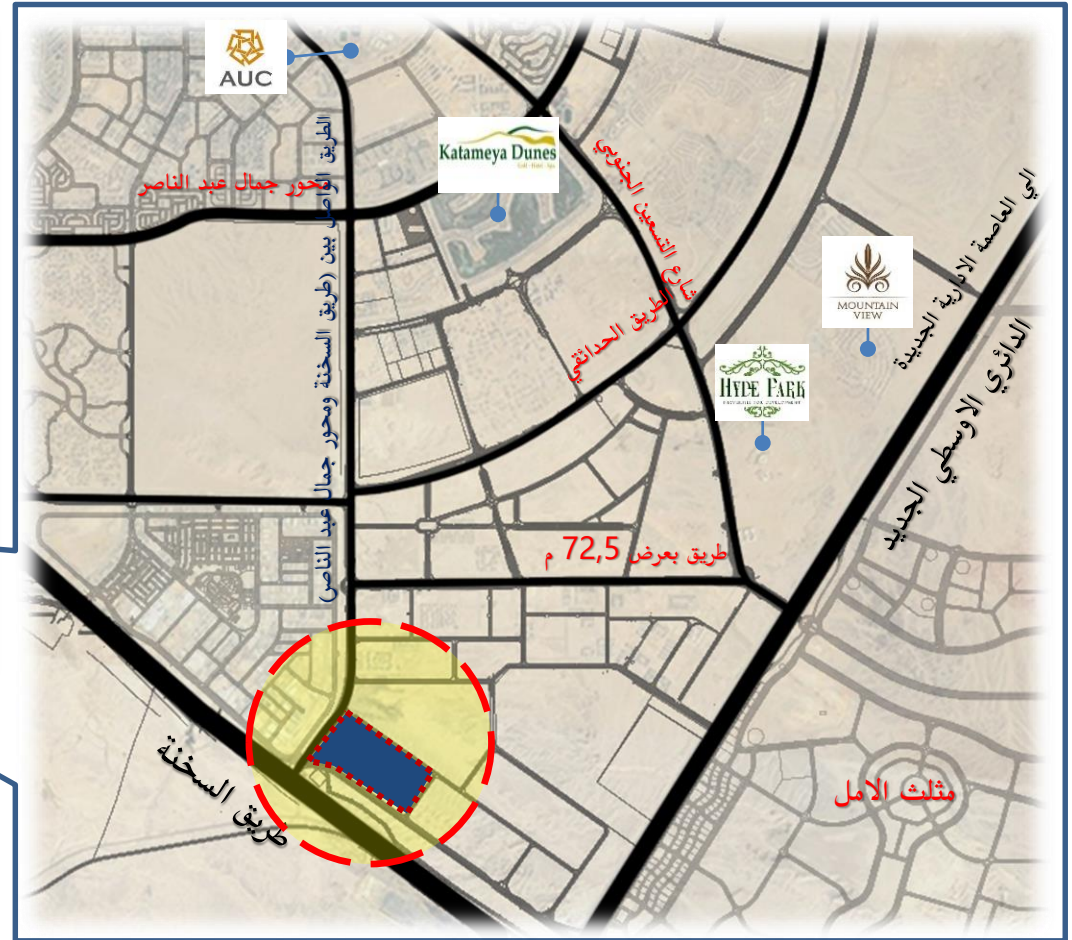 AUC
Katameya Dunes
محور جمال عبد الناصر
الطريق الواصل بين (طريق السخنة ومحور جمال عبد الناصر)
شارع التسعين الجنوبي
الطريق الحدائقي
الي العاصمة الادارية الجديدة
MOUNTAIN
VIEW
الدائري الاوسطي الجديد
HYDE PARK
طريق بعرض 72,5 م
طريق السخنة
مثلث الامل